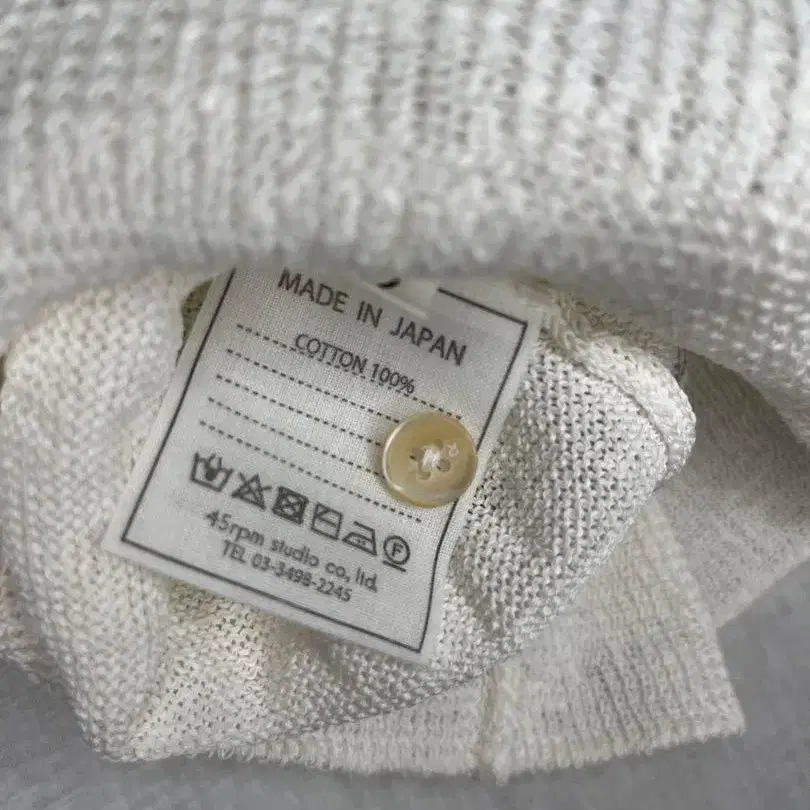 MADE IN JAPAN
COTTON 100%
F
45rpm studio co., ltd.
TEL 03-3498-2245